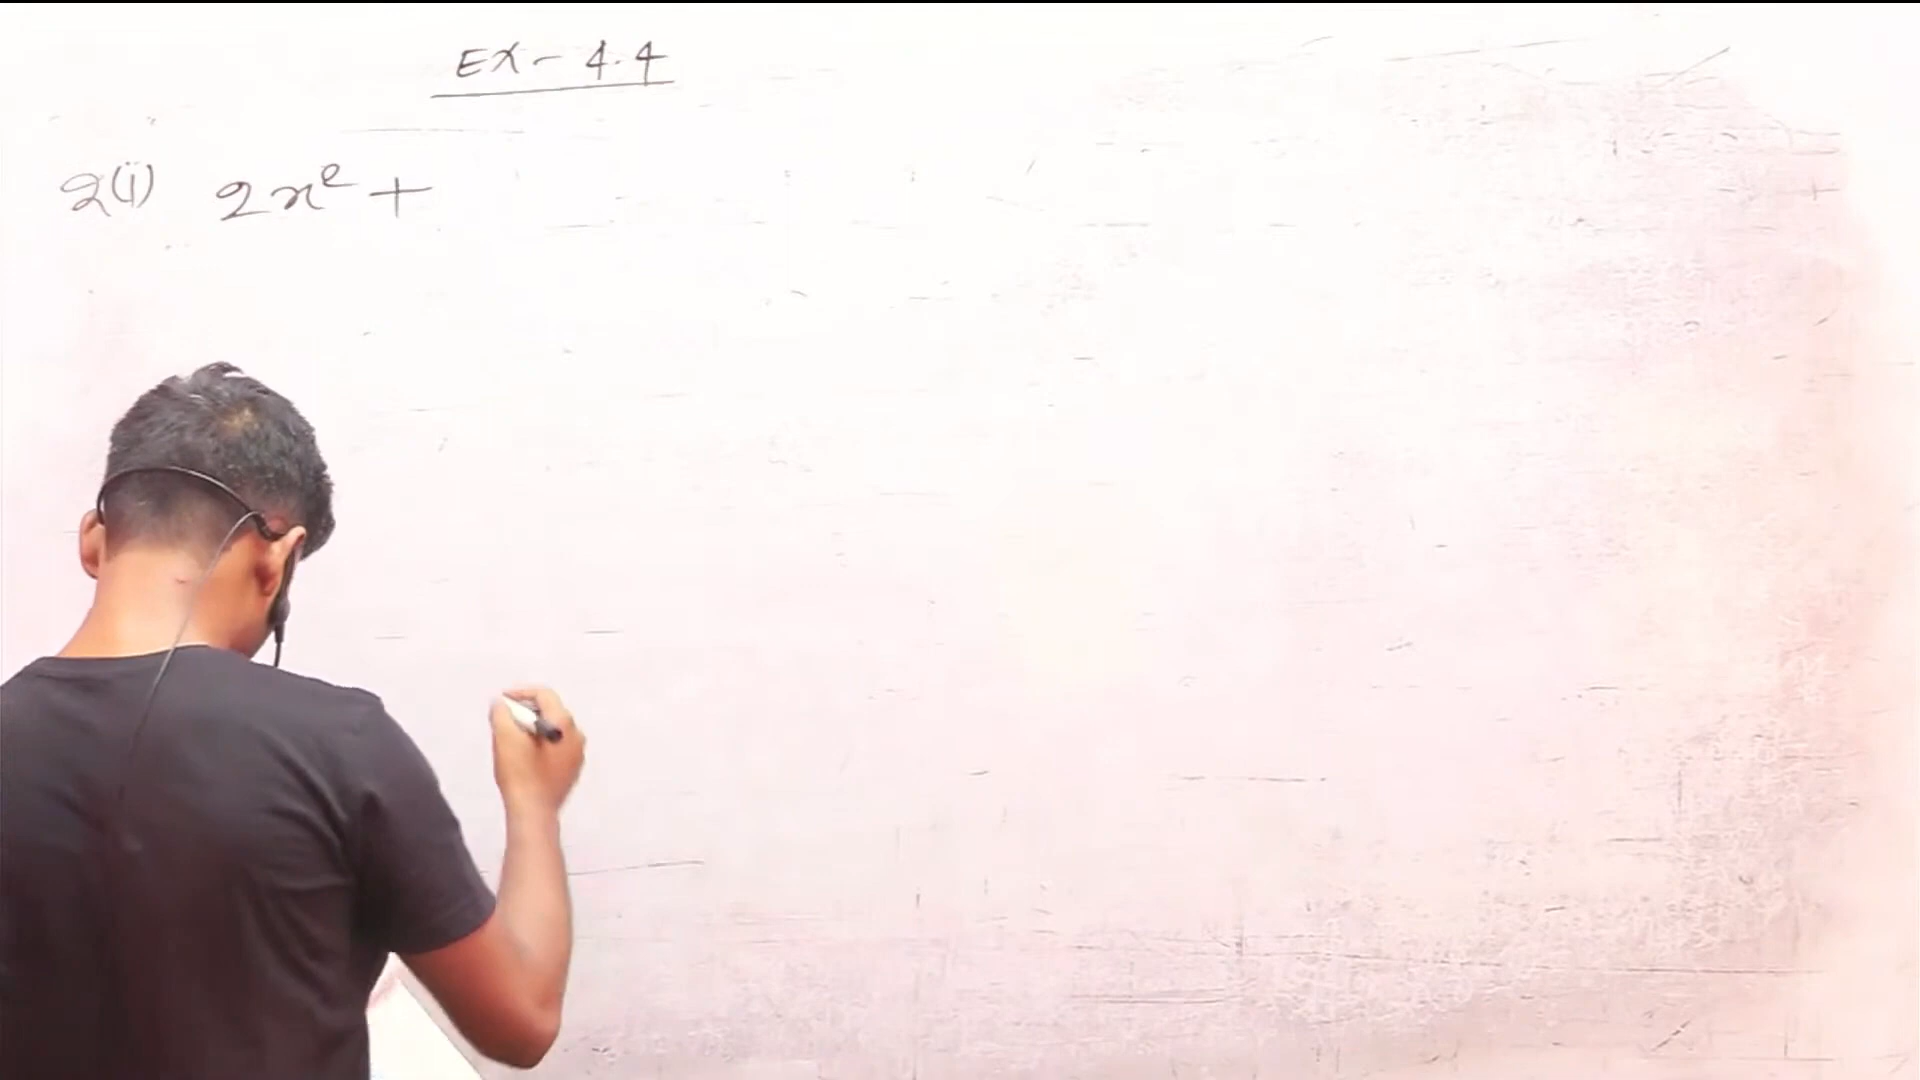 EX - 4.4
2(i) 2x² +